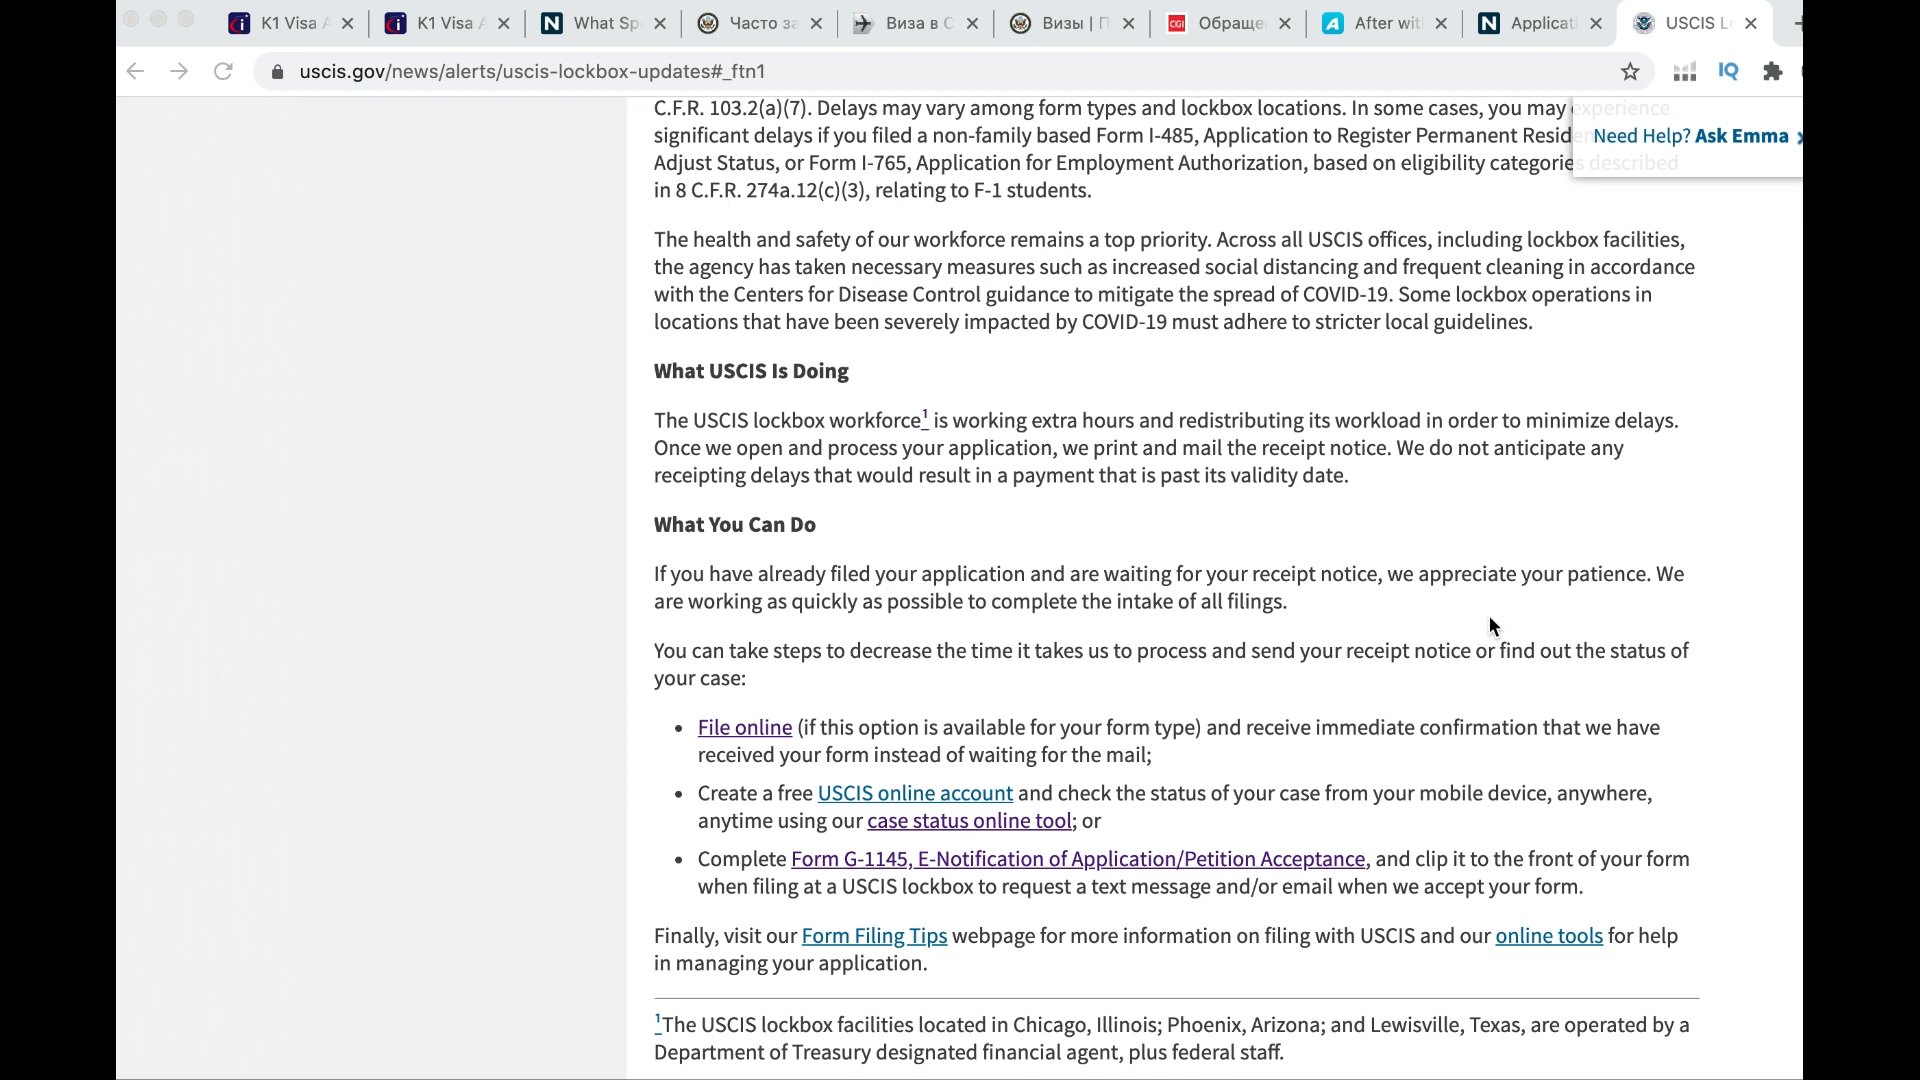 K1 Visa A
K1 Visa A
What Sp
Часто за
Виза в С
Визы | П
CGI
Обраще
After wit
Applicati
USCIS Lo
uscis.gov/news/alerts/uscis-lockbox-updates#_ftn1
IQ
C.F.R. 103.2(a)(7). Delays may vary among form types and lockbox locations. In some cases, you may experience
significant delays if you filed a non-family based Form I-485, Application to Register Permanent Reside
Need Help? Ask Emma
Adjust Status, or Form I-765, Application for Employment Authorization, based on eligibility categories described
in 8 C.F.R. 274a.12(c)(3), relating to F-1 students.
The health and safety of our workforce remains a top priority. Across all USCIS offices, including lockbox facilities,
the agency has taken necessary measures such as increased social distancing and frequent cleaning in accordance
with the Centers for Disease Control guidance to mitigate the spread of COVID-19. Some lockbox operations in
locations that have been severely impacted by COVID-19 must adhere to stricter local guidelines.
What USCIS Is Doing
The USCIS lockbox workforce1 is working extra hours and redistributing its workload in order to minimize delays.
Once we open and process your application, we print and mail the receipt notice. We do not anticipate any
receipting delays that would result in a payment that is past its validity date.
What You Can Do
If you have already filed your application and are waiting for your receipt notice, we appreciate your patience. We
are working as quickly as possible to complete the intake of all filings.
You can take steps to decrease the time it takes us to process and send your receipt notice or find out the status of
your case:
• File online (if this option is available for your form type) and receive immediate confirmation that we have
received your form instead of waiting for the mail;
• Create a free USCIS online account and check the status of your case from your mobile device, anywhere,
anytime using our case status online tool; or
• Complete Form G-1145, E-Notification of Application/Petition Acceptance, and clip it to the front of your form
when filing at a USCIS lockbox to request a text message and/or email when we accept your form.
Finally, visit our Form Filing Tips webpage for more information on filing with USCIS and our online tools for help
in managing your application.
1The USCIS lockbox facilities located in Chicago, Illinois; Phoenix, Arizona; and Lewisville, Texas, are operated by a
Department of Treasury designated financial agent, plus federal staff.